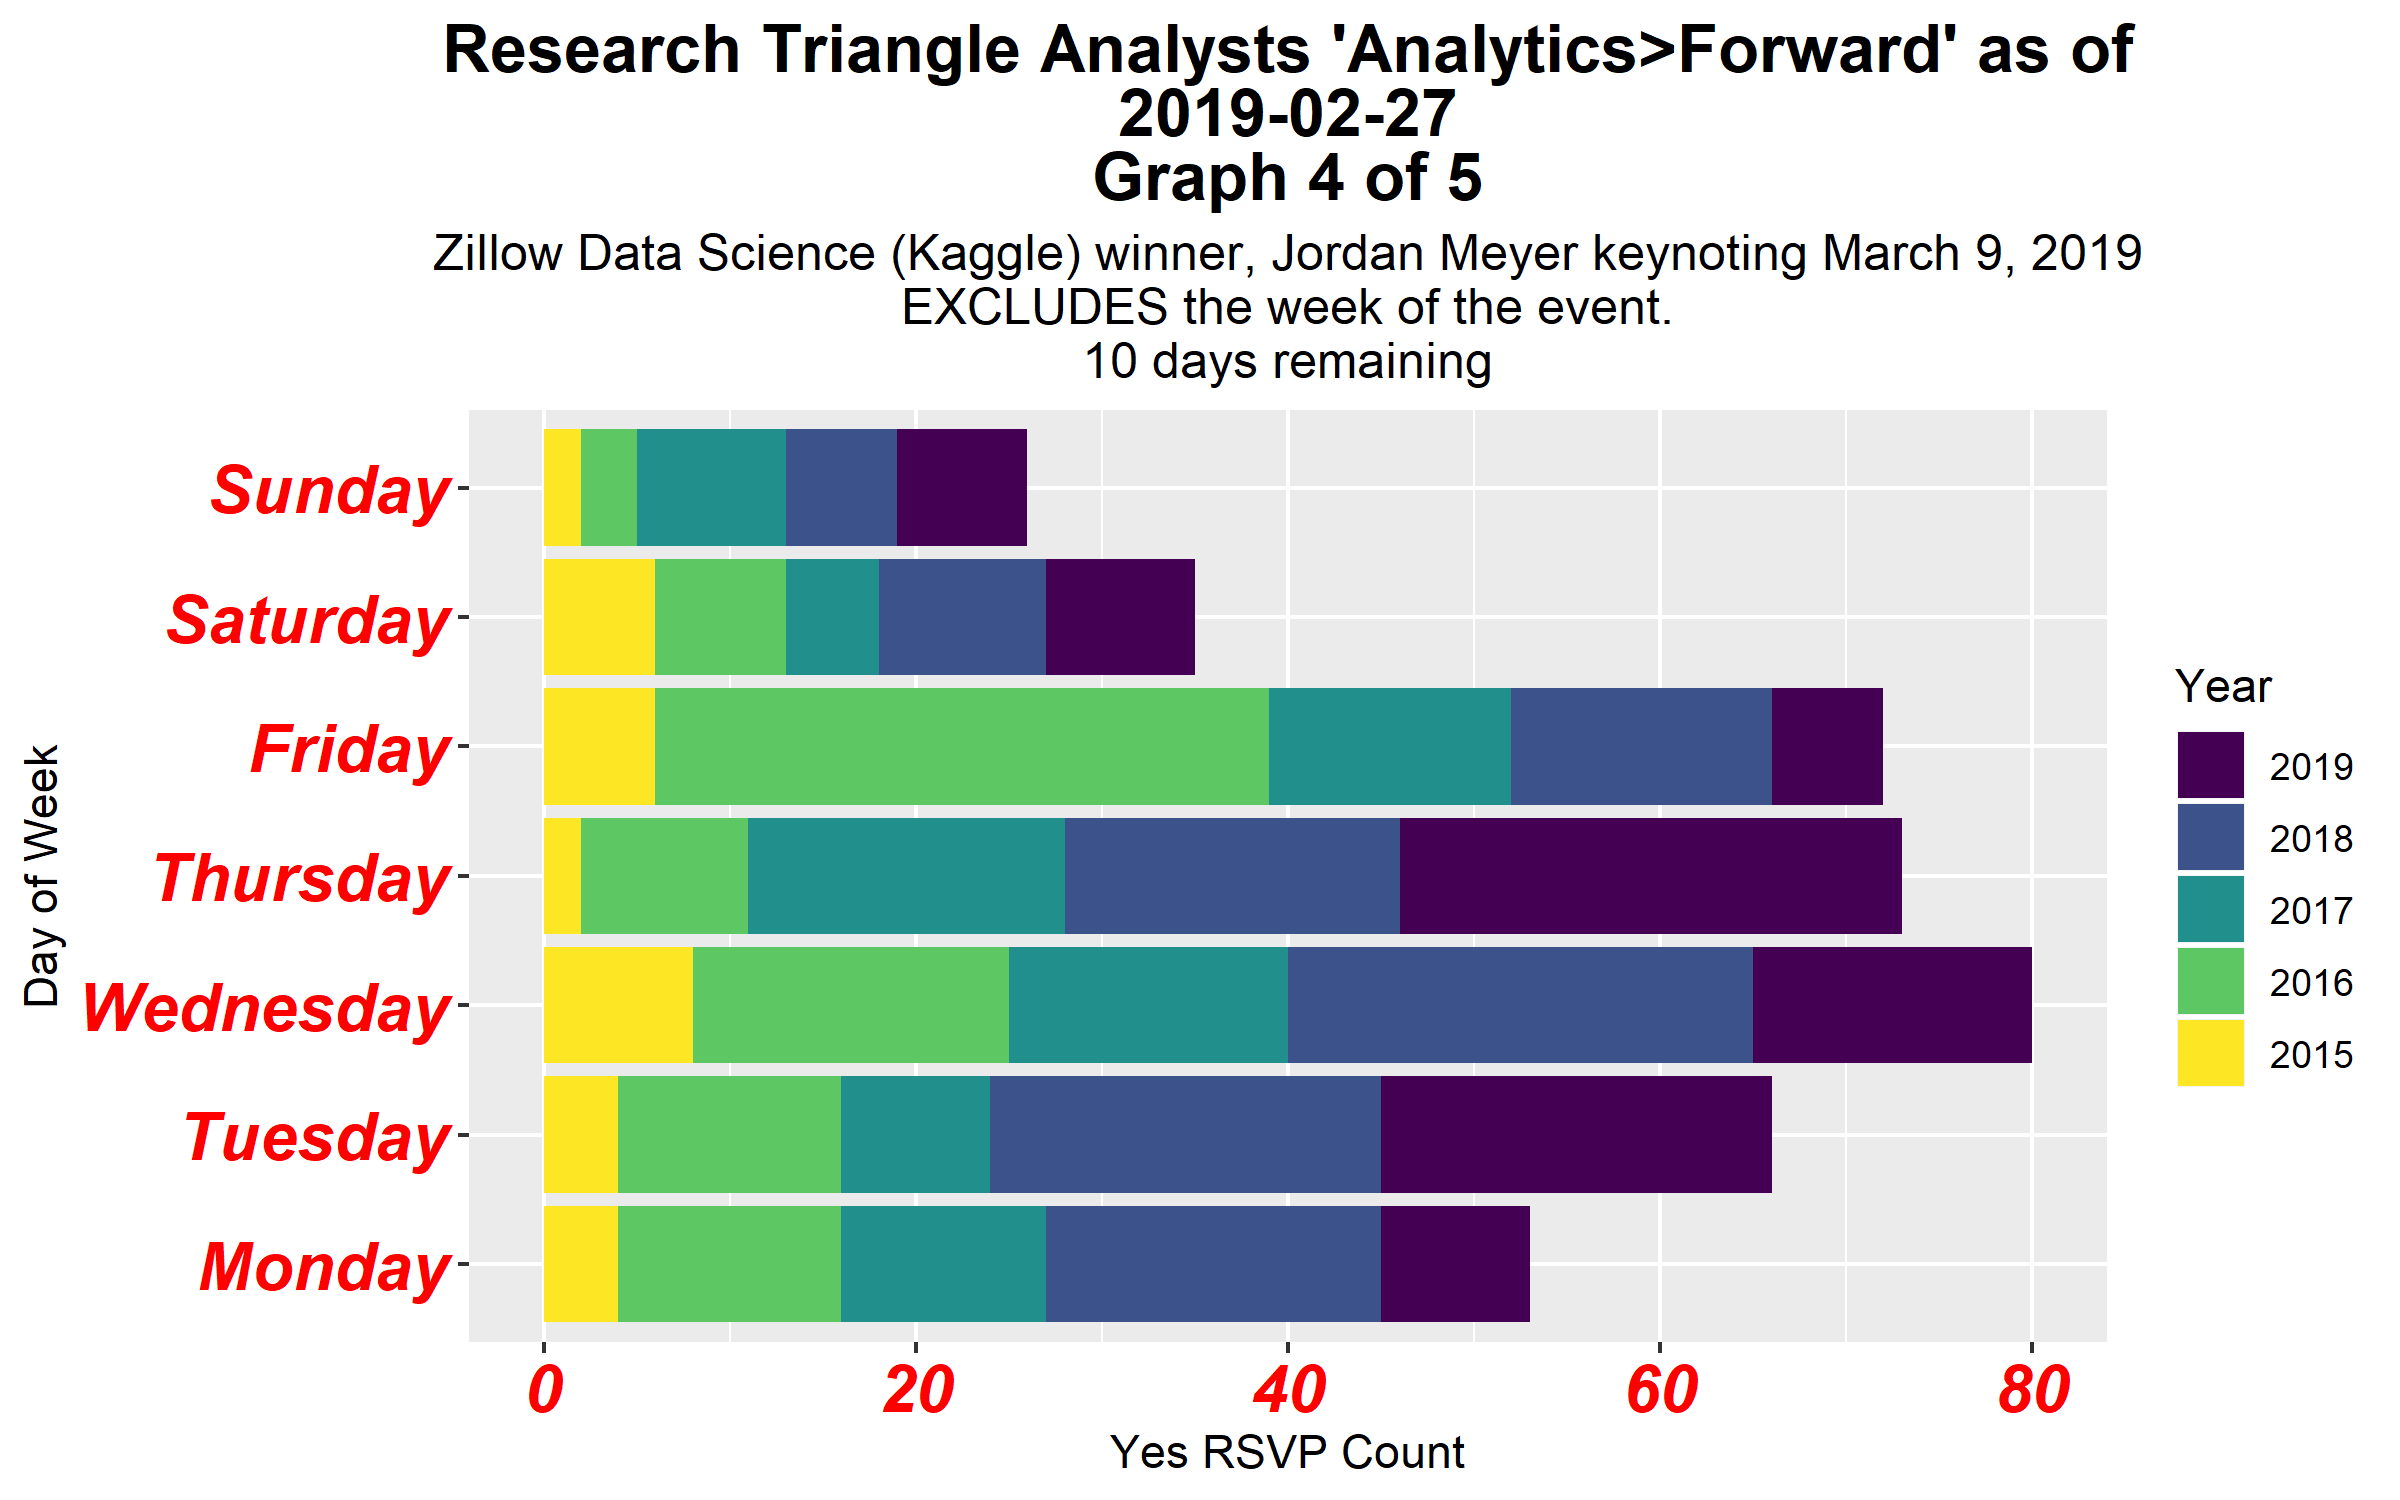 Research Triangle Analysts 'Analytics>Forward' as of
2019-02-27
Graph 4 of 5
Zillow Data Science (Kaggle) winner, Jordan Meyer keynoting March 9, 2019
EXCLUDES the week of the event.
10 days remaining
Day of Week
Sunday
Saturday
Friday
Thursday
Wednesday
Tuesday
Monday
0 20 40 60 80
Yes RSVP Count
Year
2019
2018
2017
2016
2015